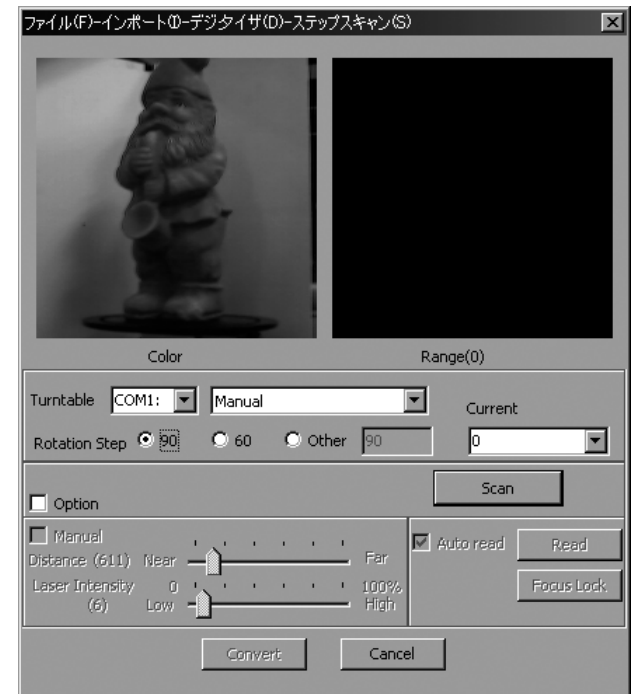 ファイル(F)-インポート(I)-デジタイザ(D)-ステップスキャン(S)
Color Range(0)
Turntable COM1: Manual Current
Rotation Step 90 60 Other 90 0
Scan
Option
Manual Auto read Read
Distance (611) Near Far
Laser Intensity 0 100% Focus Lock
(6) Low High
Convert Cancel